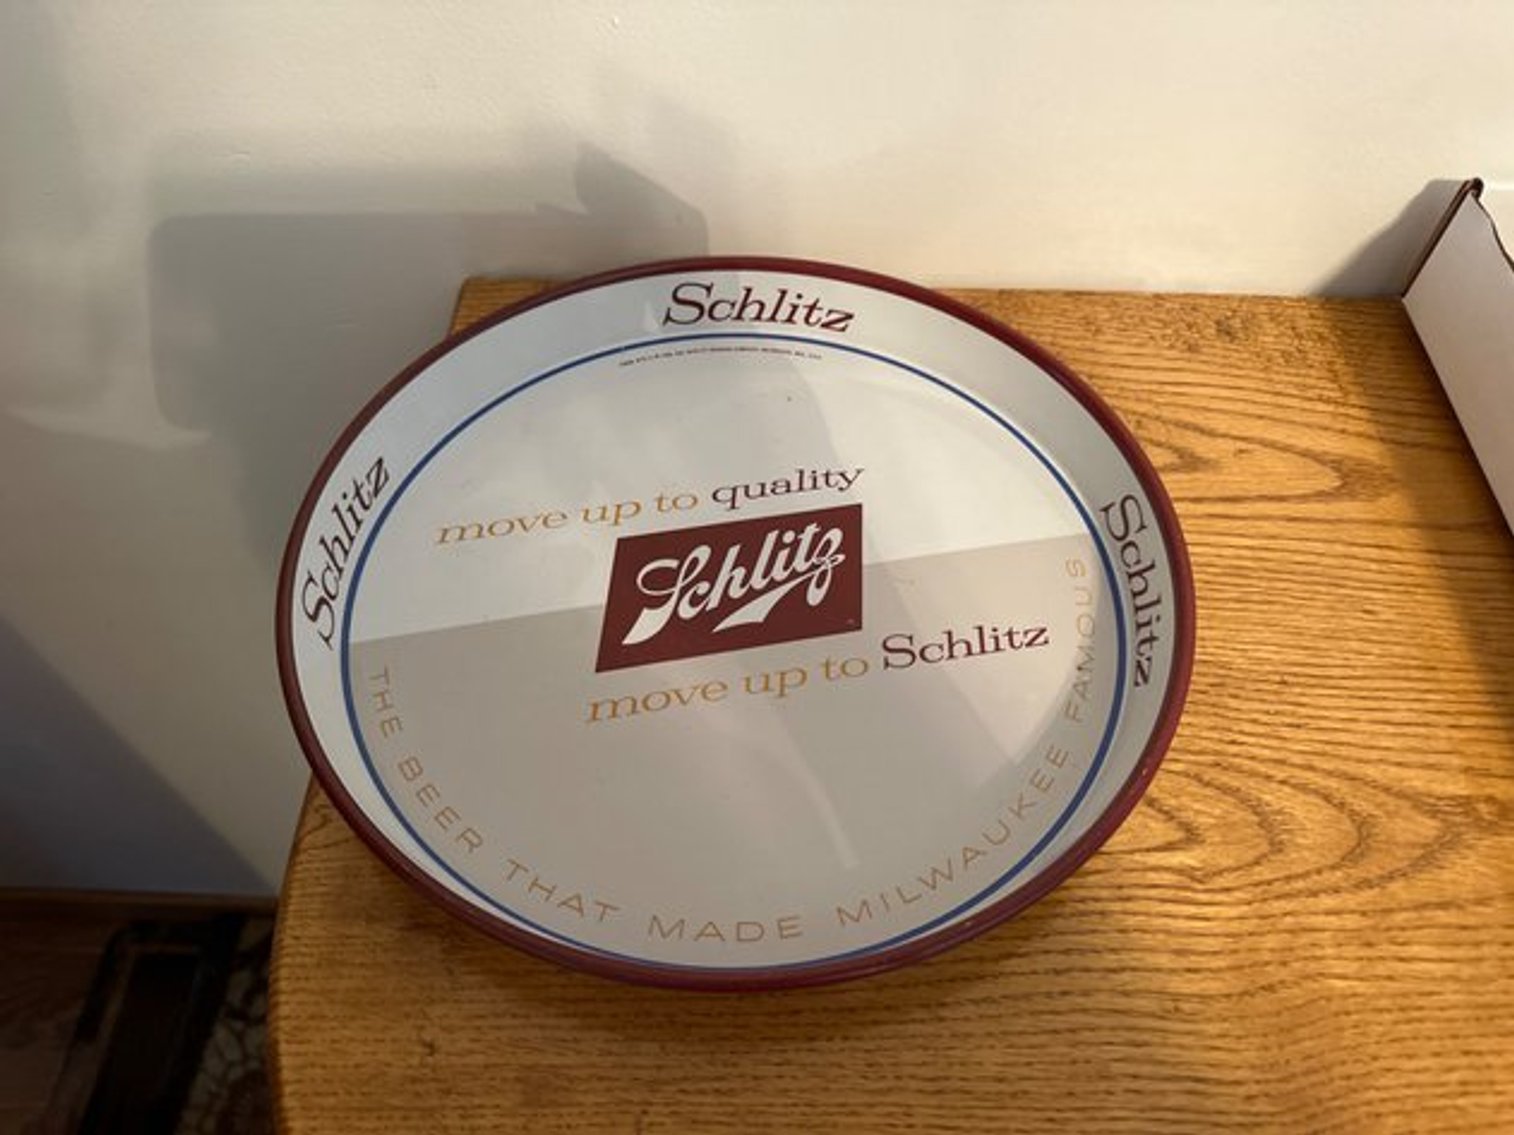 Schlitz
Schlitz
Schlitz
move up to quality
Schlitz
move up to Schlitz
THE BEER THAT MADE MILWAUKEE FAMOUS